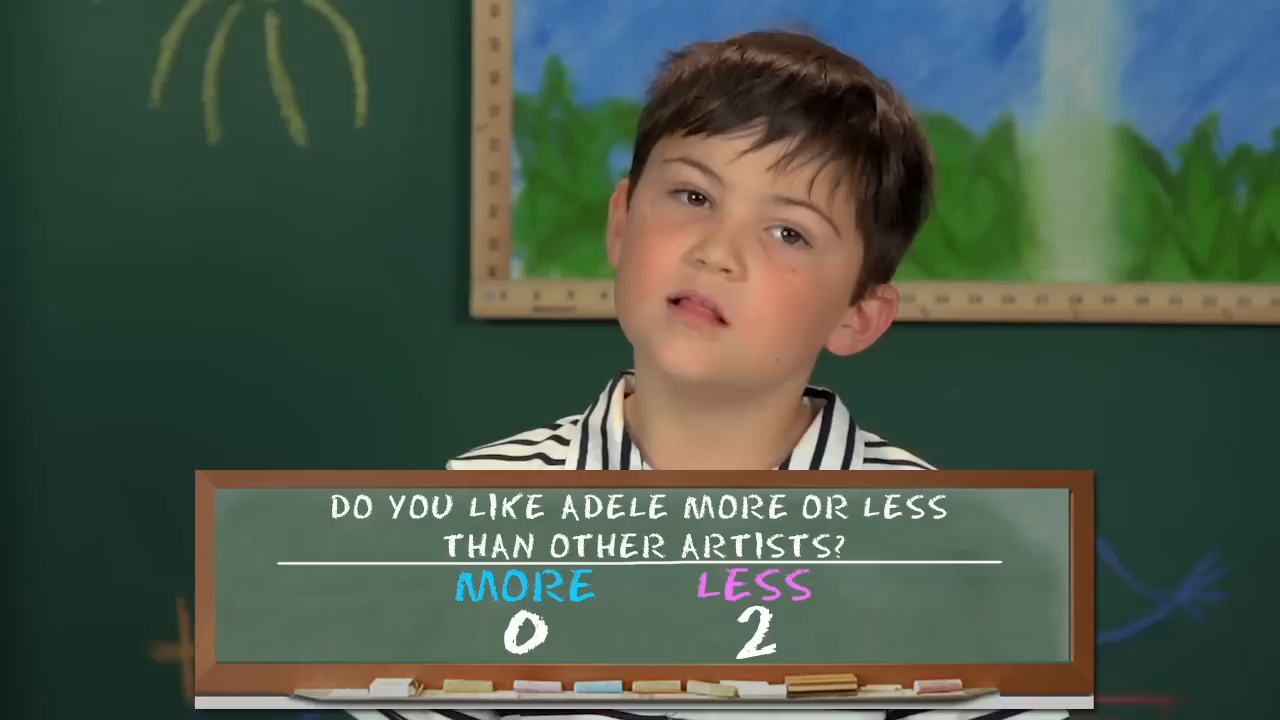 DO YOU LIKE ADELE MORE OR LESS
THAN OTHER ARTISTS?
MORE LESS
0 2